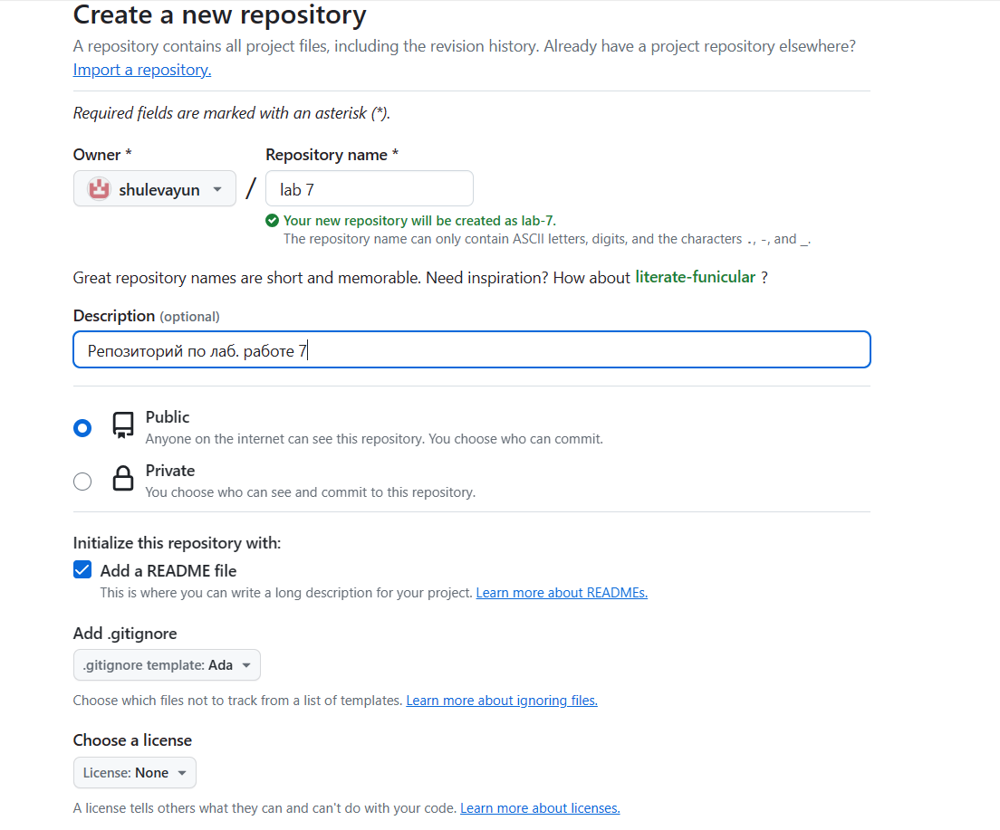 Create a new repository
A repository contains all project files, including the revision history. Already have a project repository elsewhere?
Import a repository.
Required fields are marked with an asterisk (*).
Owner * Repository name *
shulevayun / lab 7
Your new repository will be created as lab-7.
The repository name can only contain ASCII letters, digits, and the characters ., -, and _.
Great repository names are short and memorable. Need inspiration? How about literate-funicular ?
Description (optional)
Репозиторий по лаб. работе 7
Public
Anyone on the internet can see this repository. You choose who can commit.
Private
You choose who can see and commit to this repository.
Initialize this repository with:
Add a README file
This is where you can write a long description for your project. Learn more about READMEs.
Add .gitignore
.gitignore template: Ada
Choose which files not to track from a list of templates. Learn more about ignoring files.
Choose a license
License: None
A license tells others what they can and can't do with your code. Learn more about licenses.